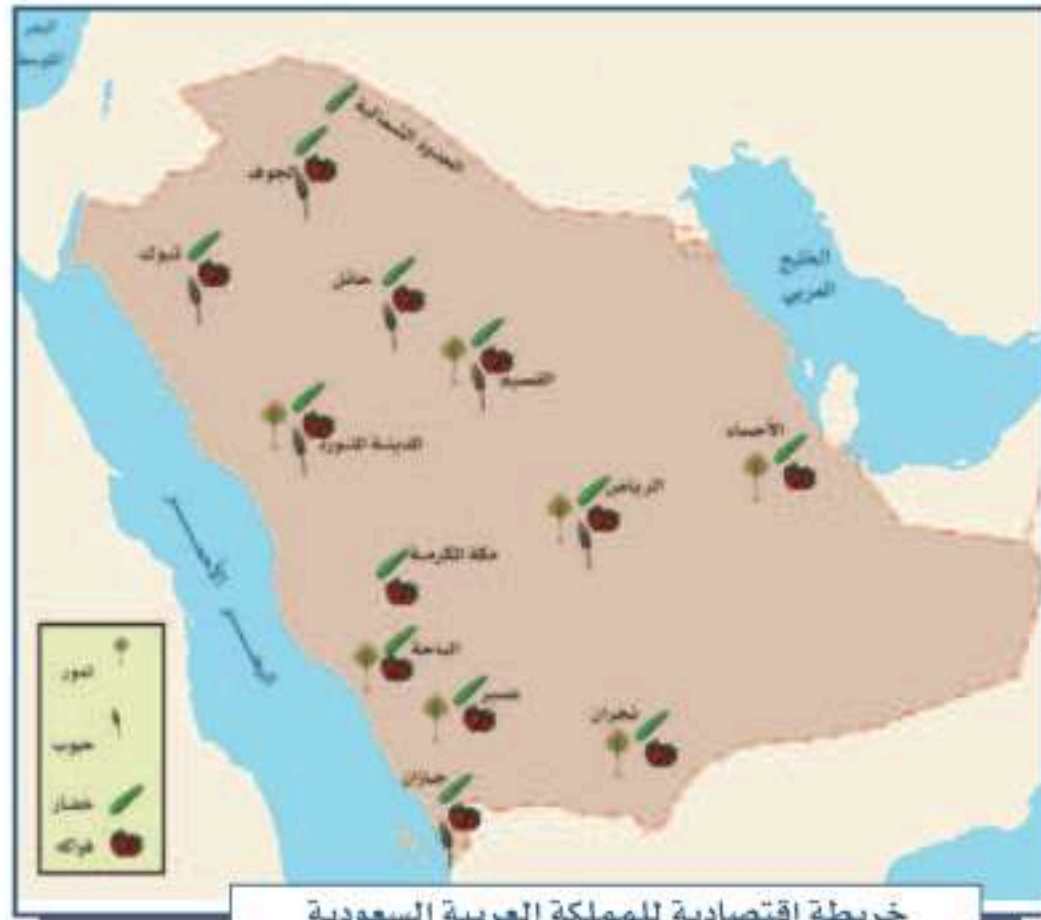 البحر
المتوسط
الحدود الشمالية
الجوف
تبوك
حائل
القصيم
المدينة المنورة
الخليج
العربي
الأحساء
الرياض
مكة المكرمة
الباحة
عسير
نجران
جازان
البحر الأحمر
تمور
حبوب
خضار
فواكه
خريطة اقتصادية للمملكة العربية السعودية